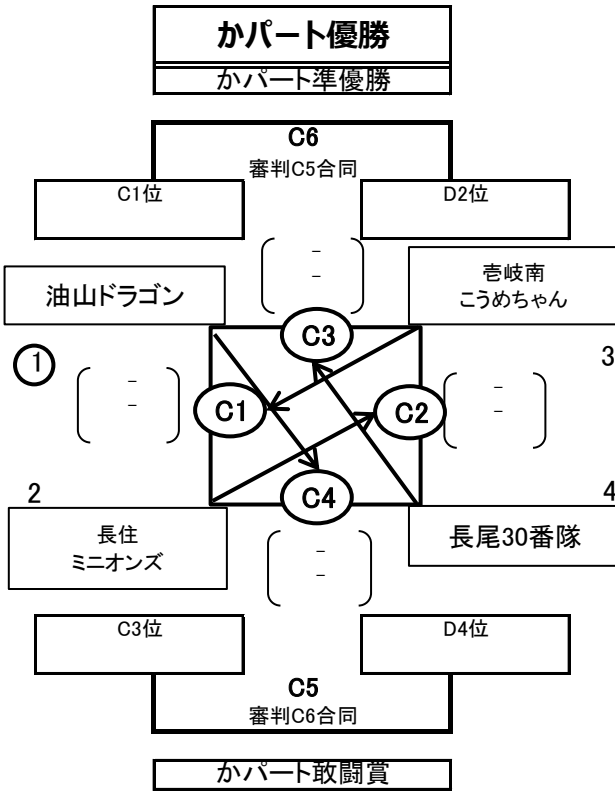 かパート優勝
かパート準優勝
C6
審判C5合同
C1位
D2位
- -
油山ドラゴン
壱岐南
こうめちゃん
C3
①
3
- -
C1
C2
- -
2
C4
4
長住
ミニオンズ
長尾30番隊
- -
C3位
D4位
C5
審判C6合同
かパート敢闘賞